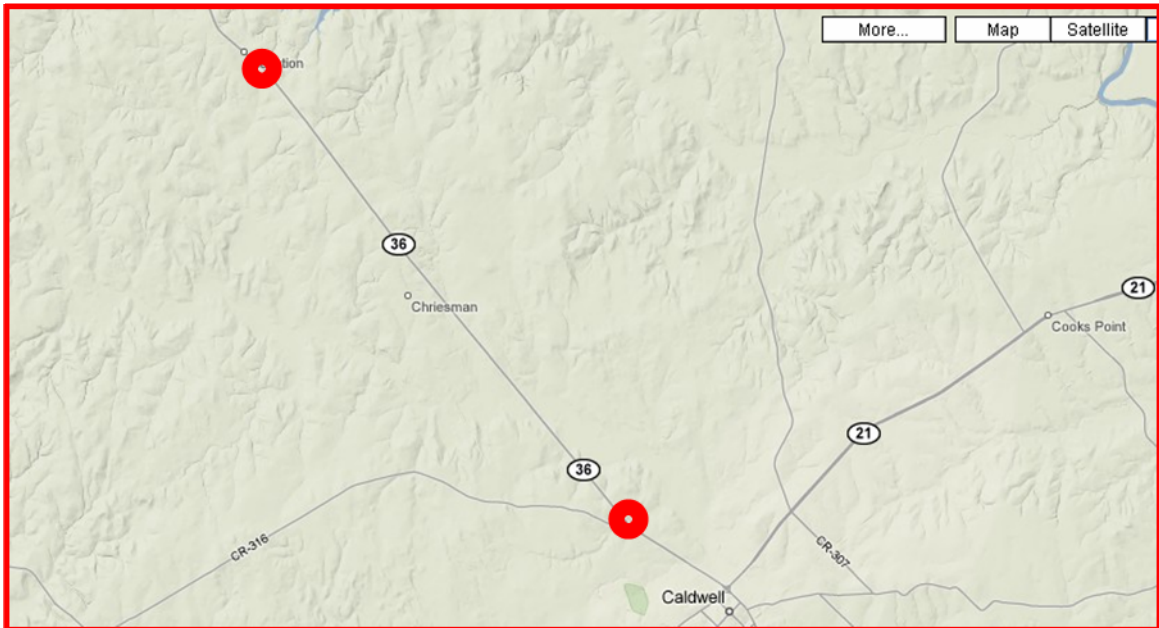 More...
Map
Satellite
36
Chriesman
21
Cooks Point
21
36
CR-316
CR-307
Caldwell